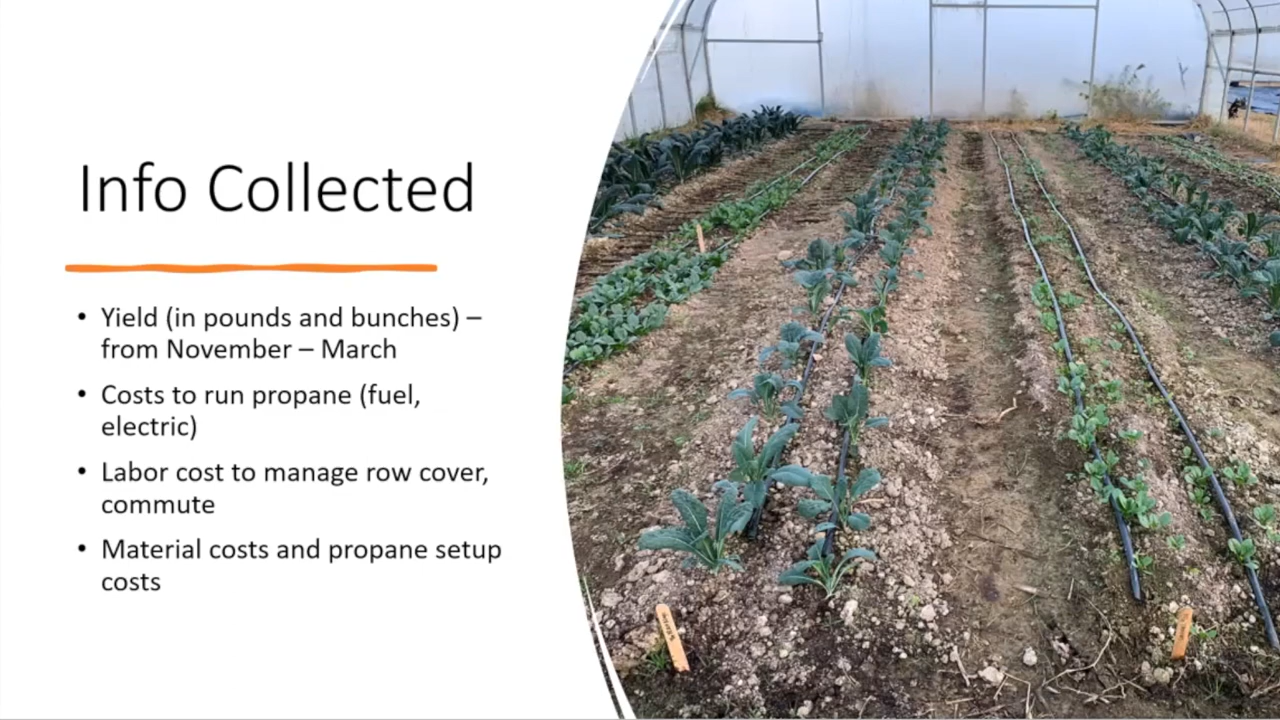 Info Collected
• Yield (in pounds and bunches) –
from November – March
• Costs to run propane (fuel,
electric)
• Labor cost to manage row cover,
commute
• Material costs and propane setup
costs